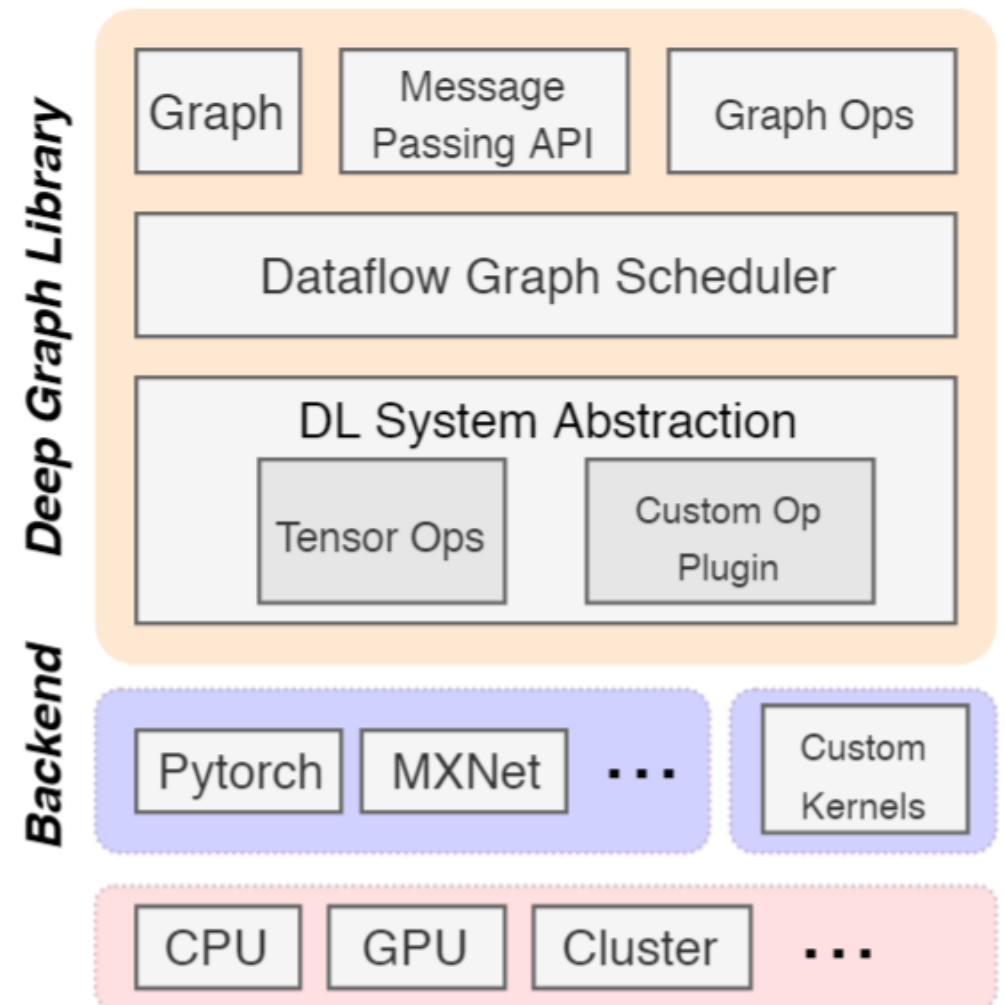 Deep Graph Library
Graph
Message
Passing API
Graph Ops
Dataflow Graph Scheduler
DL System Abstraction
Tensor Ops
Custom Op
Plugin
Backend
Pytorch
MXNet
...
Custom
Kernels
CPU
GPU
Cluster
...